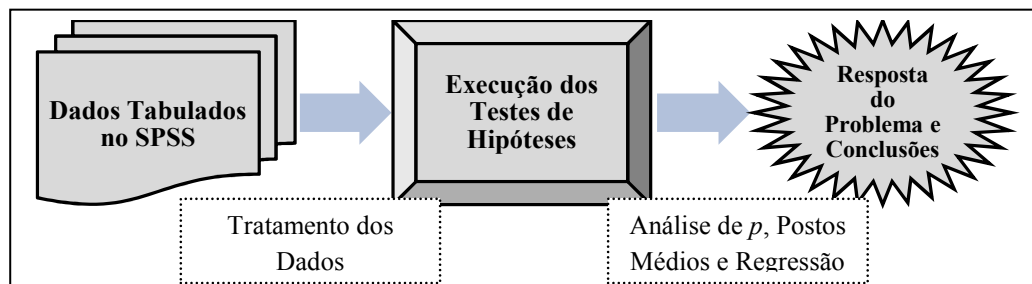 Dados Tabulados
no SPSS
Execução dos
Testes de
Hipóteses
Resposta
do
Problema e
Conclusões
Tratamento dos
Dados
Análise de p, Postos
Médios e Regressão